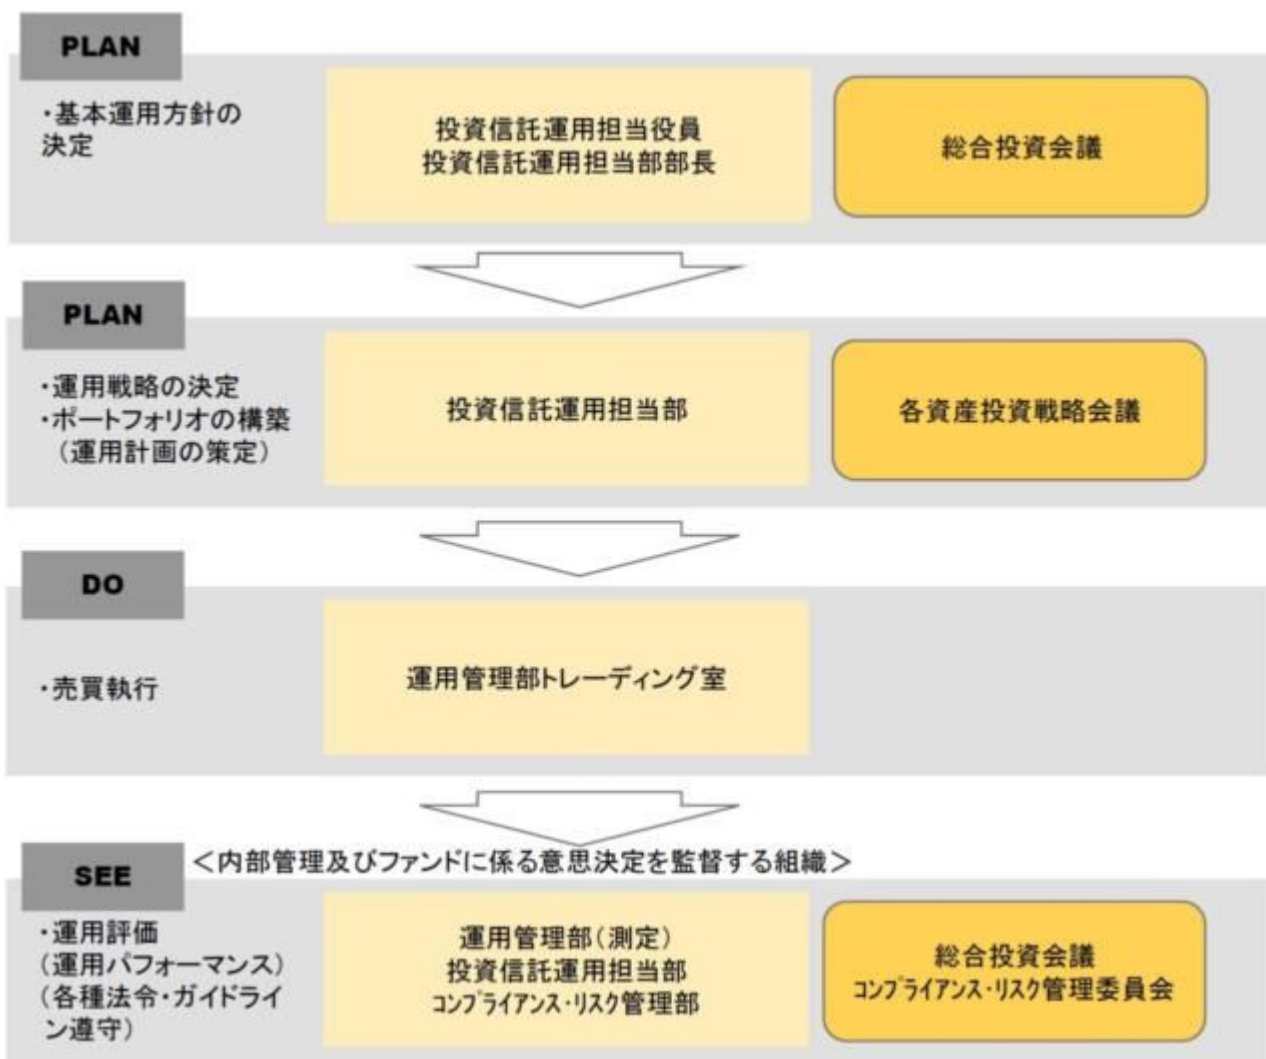 PLAN
・基本運用方針の
決定
投資信託運用担当役員
投資信託運用担当部部長
総合投資会議
PLAN
・運用戦略の決定
・ポートフォリオの構築
（運用計画の策定）
投資信託運用担当部
各資産投資戦略会議
DO
・売買執行
運用管理部トレーディング室
＜内部管理及びファンドに係る意思決定を監督する組織＞
SEE
・運用評価
（運用パフォーマンス）
（各種法令・ガイドライ
ン遵守）
運用管理部（測定）
投資信託運用担当部
ｺﾝﾌﾟﾗｲｱﾝｽ・ﾘｽｸ管理部
総合投資会議
ｺﾝﾌﾟﾗｲｱﾝｽ・ﾘｽｸ管理委員会